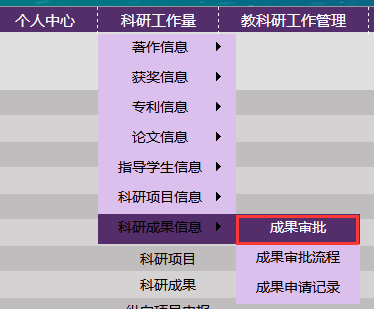 个人中心 科研工作量 教科研工作管理
著作信息
获奖信息
专利信息
论文信息
指导学生信息
科研项目信息
科研成果信息 成果审批
科研项目 成果审批流程
科研成果 成果申请记录